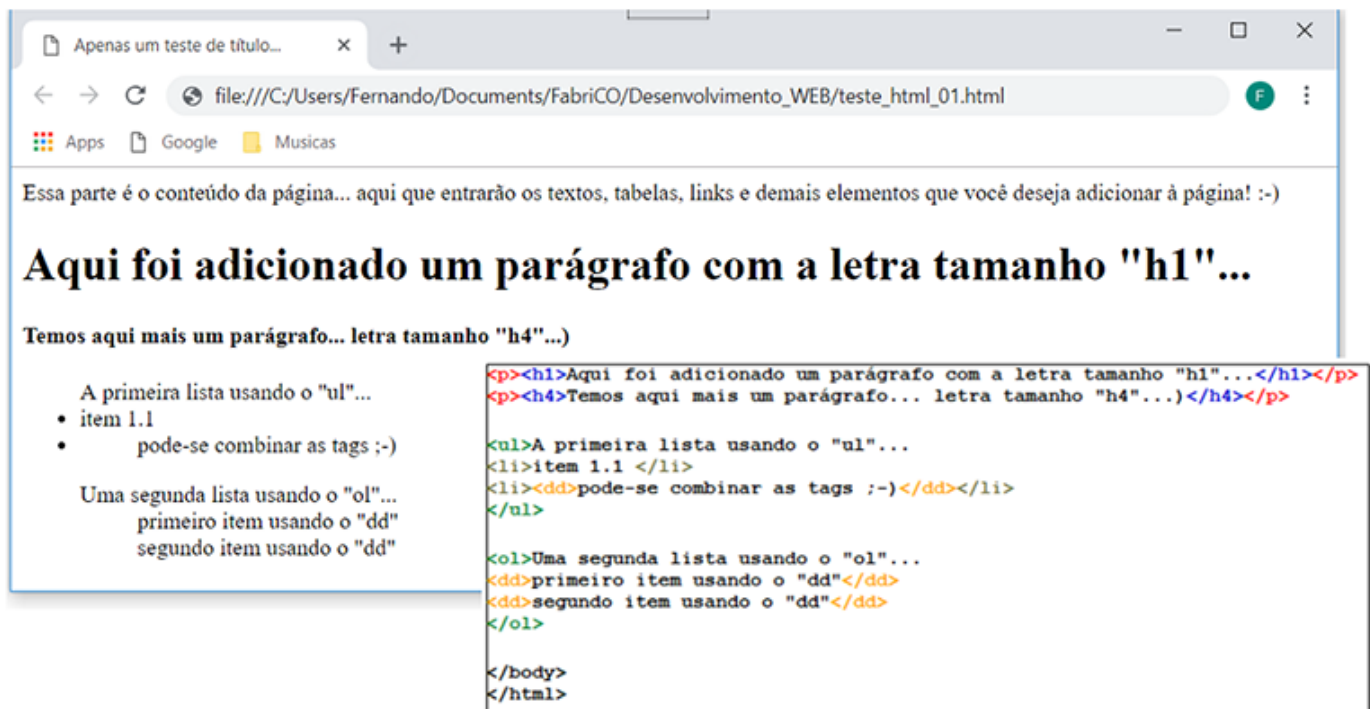 Apenas um teste de título...
file:///C:/Users/Fernando/Documents/FabriCO/Desenvolvimento_WEB/teste_html_01.html
F
Apps Google Musicas
Essa parte é o conteúdo da página... aqui que entrarão os textos, tabelas, links e demais elementos que você deseja adicionar à página! :-)
Aqui foi adicionado um parágrafo com a letra tamanho "h1"...
Temos aqui mais um parágrafo... letra tamanho "h4"...)
A primeira lista usando o "ul"...
• item 1.1
• pode-se combinar as tags ;-)
Uma segunda lista usando o "ol"...
primeiro item usando o "dd"
segundo item usando o "dd"
<p><h1>Aqui foi adicionado um parágrafo com a letra tamanho "h1"...</h1></p>
<p><h4>Temos aqui mais um parágrafo... letra tamanho "h4"...)</h4></p>
<ul>A primeira lista usando o "ul"...
<li>item 1.1 </li>
<li><dd>pode-se combinar as tags ;-)</dd></li>
</ul>
<ol>Uma segunda lista usando o "ol"...
<dd>primeiro item usando o "dd"</dd>
<dd>segundo item usando o "dd"</dd>
</ol>
</body>
</html>